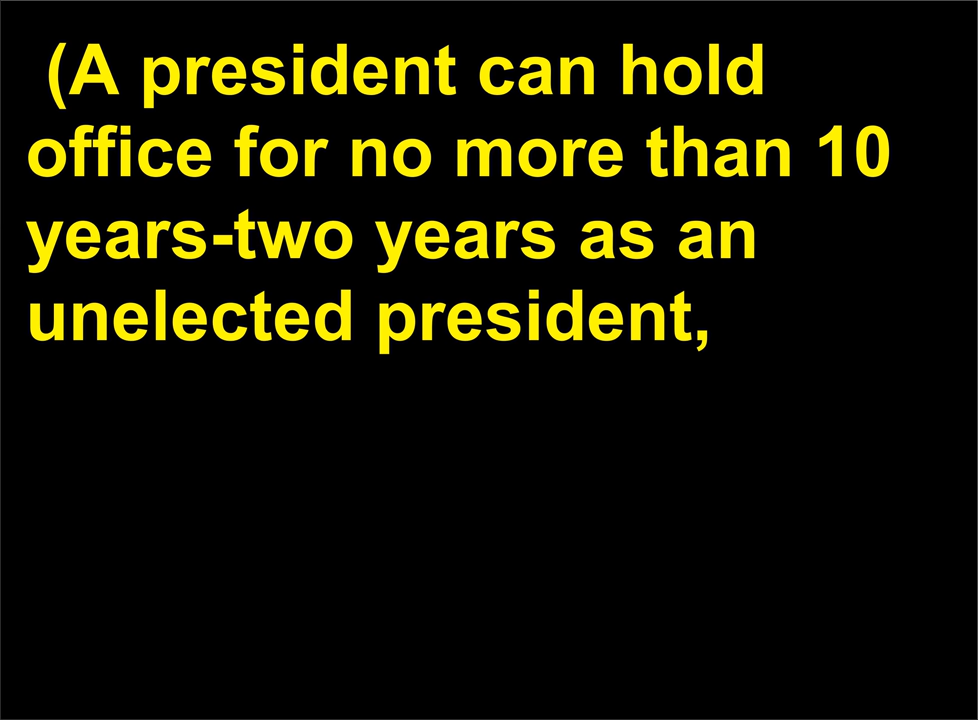 (A president can hold
office for no more than 10
years-two years as an
unelected president,